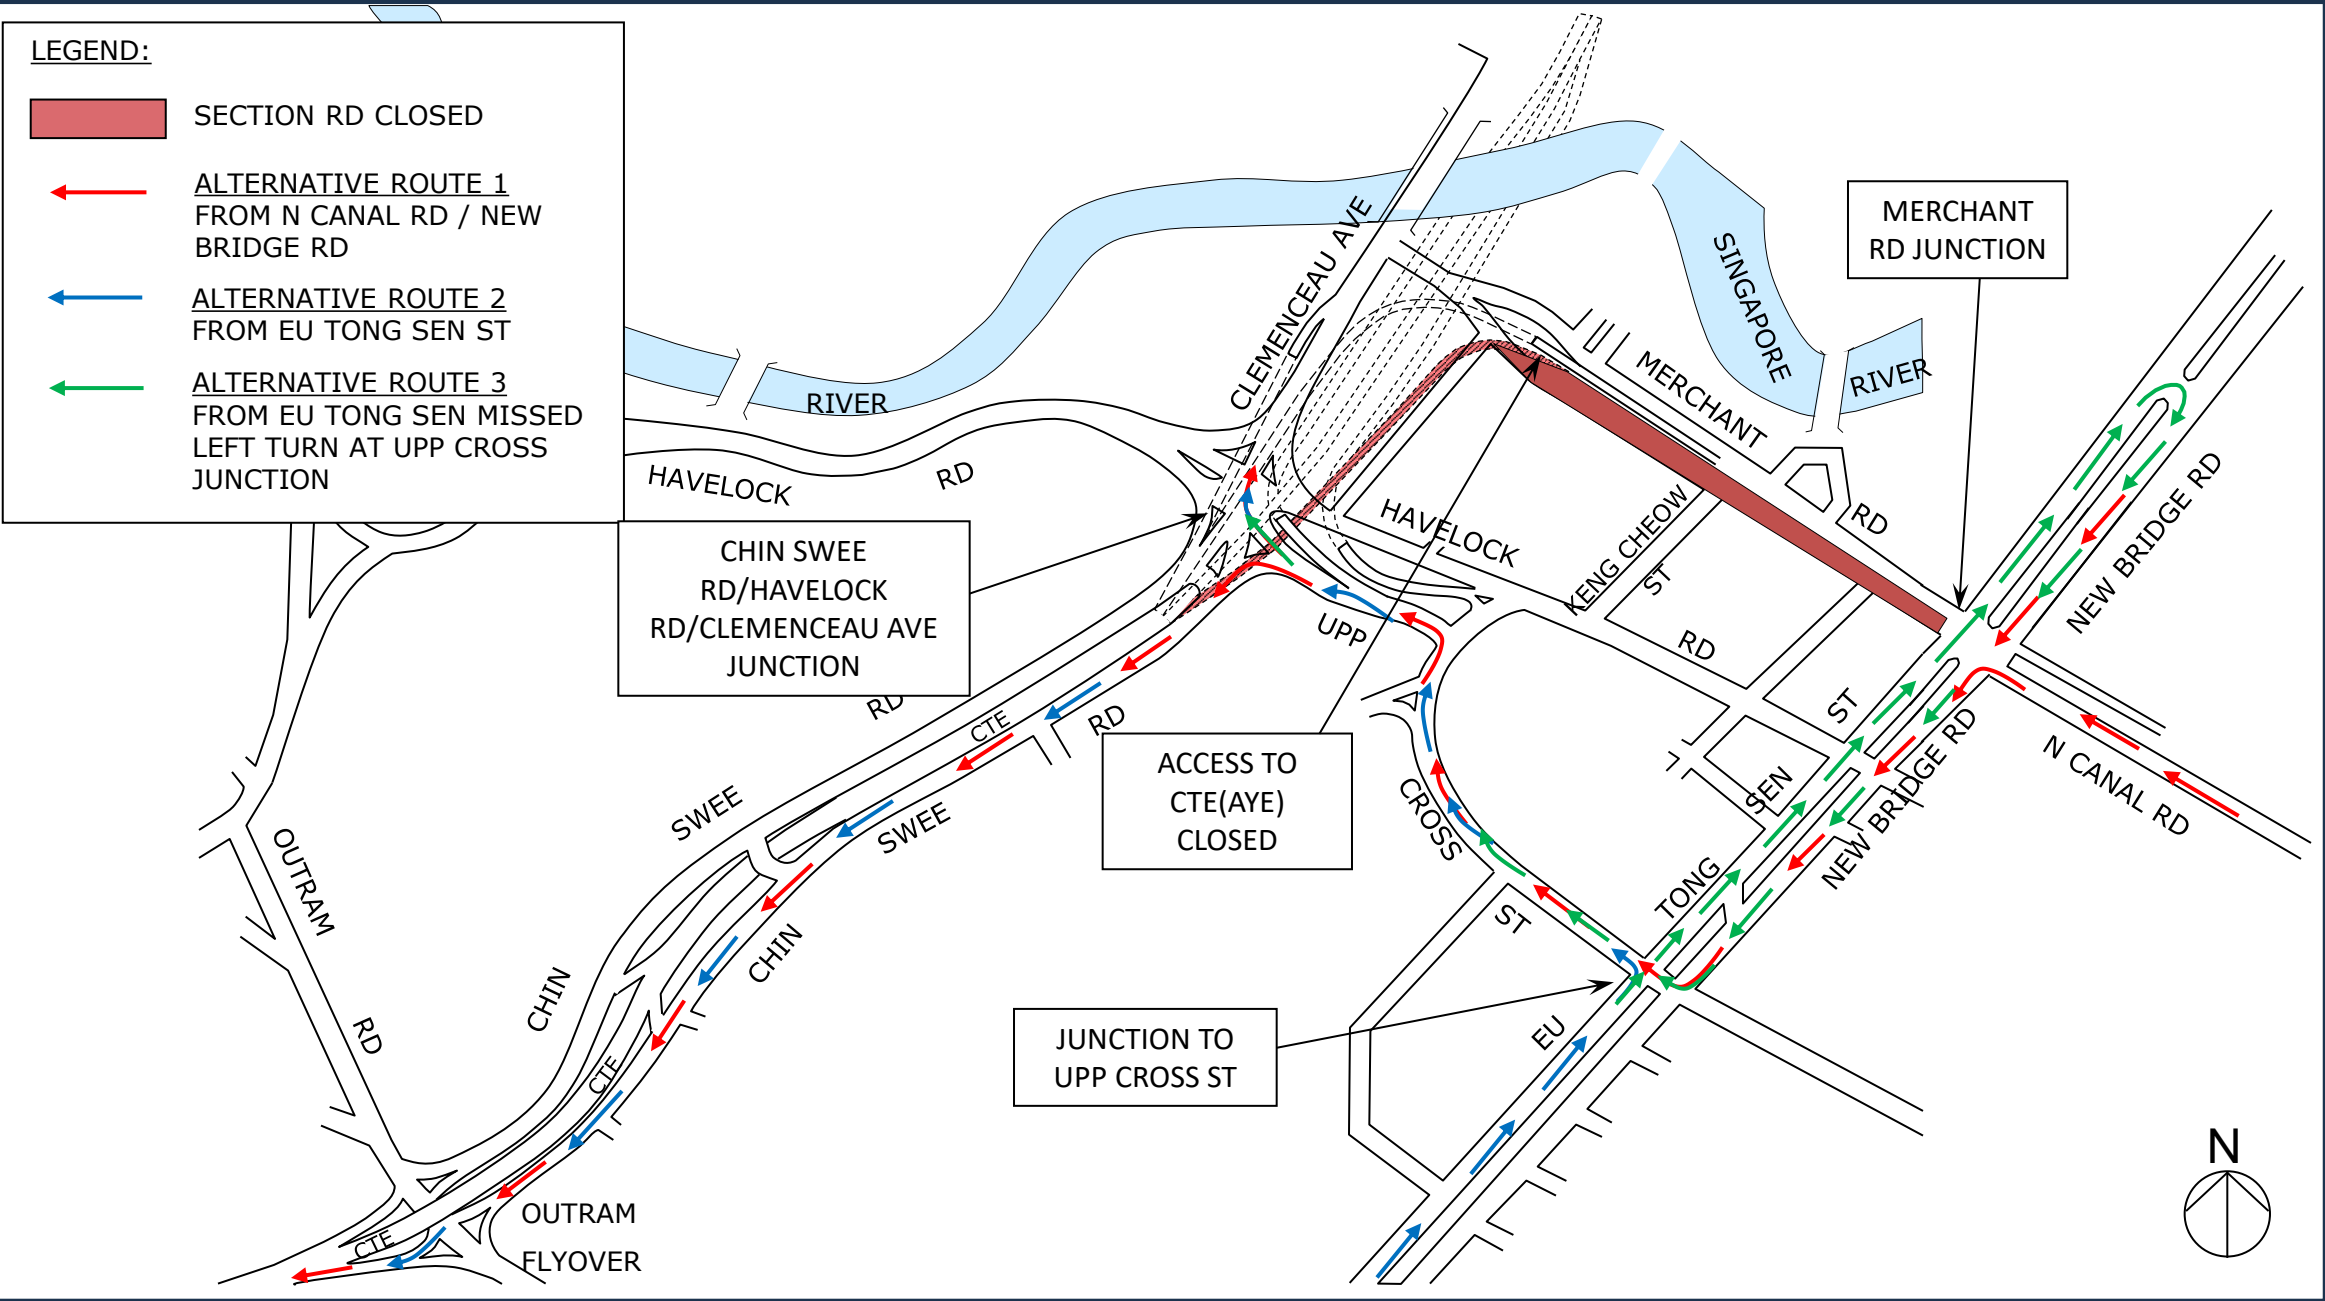 LEGEND:
SECTION RD CLOSED
ALTERNATIVE ROUTE 1
FROM N CANAL RD / NEW
BRIDGE RD
ALTERNATIVE ROUTE 2
FROM EU TONG SEN ST
ALTERNATIVE ROUTE 3
FROM EU TONG SEN MISSED
LEFT TURN AT UPP CROSS
JUNCTION
MERCHANT
RD JUNCTION
CLEMENCEAU AVE
SINGAPORE
RIVER
RIVER
MERCHANT
RD
HAVELOCK
RD
HAVELOCK
RD
KENG CHEOW
ST
NEW BRIDGE RD
CHIN SWEE
RD/HAVELOCK
RD/CLEMENCEAU AVE
JUNCTION
UPP
CROSS
ST
ACCESS TO
CTE(AYE)
CLOSED
N CANAL RD
NEW BRIDGE RD
EU
TONG
SEN
ST
JUNCTION TO
UPP CROSS ST
CHIN
SWEE
RD
CTE
CHIN
SWEE
RD
CTE
OUTRAM
RD
CTE
OUTRAM
FLYOVER
N